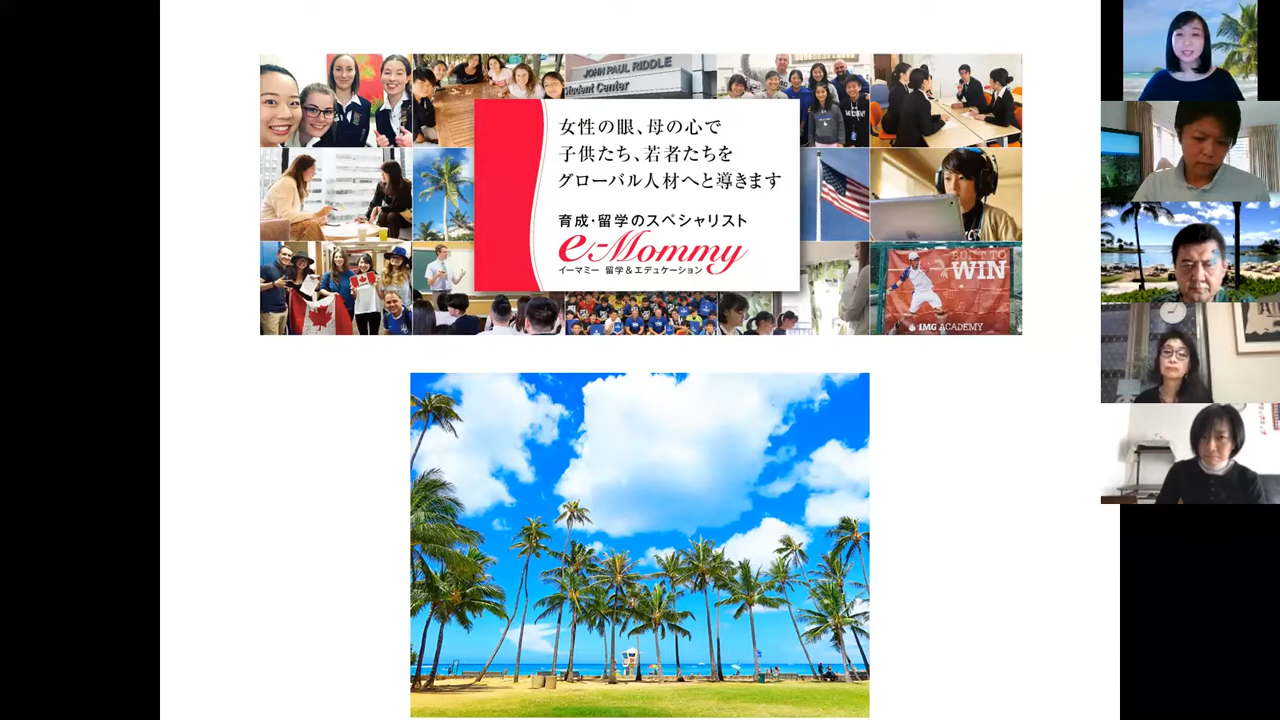 JOHN PAUL RIDDLE
Student Center
女性の眼、母の心で
子供たち、若者たちを
グローバル人材へと導きます
育成・留学のスペシャリスト
e-Mommy
イーマミー 留学&エデュケーション
BUILT TO
WIN
IMG ACADEMY